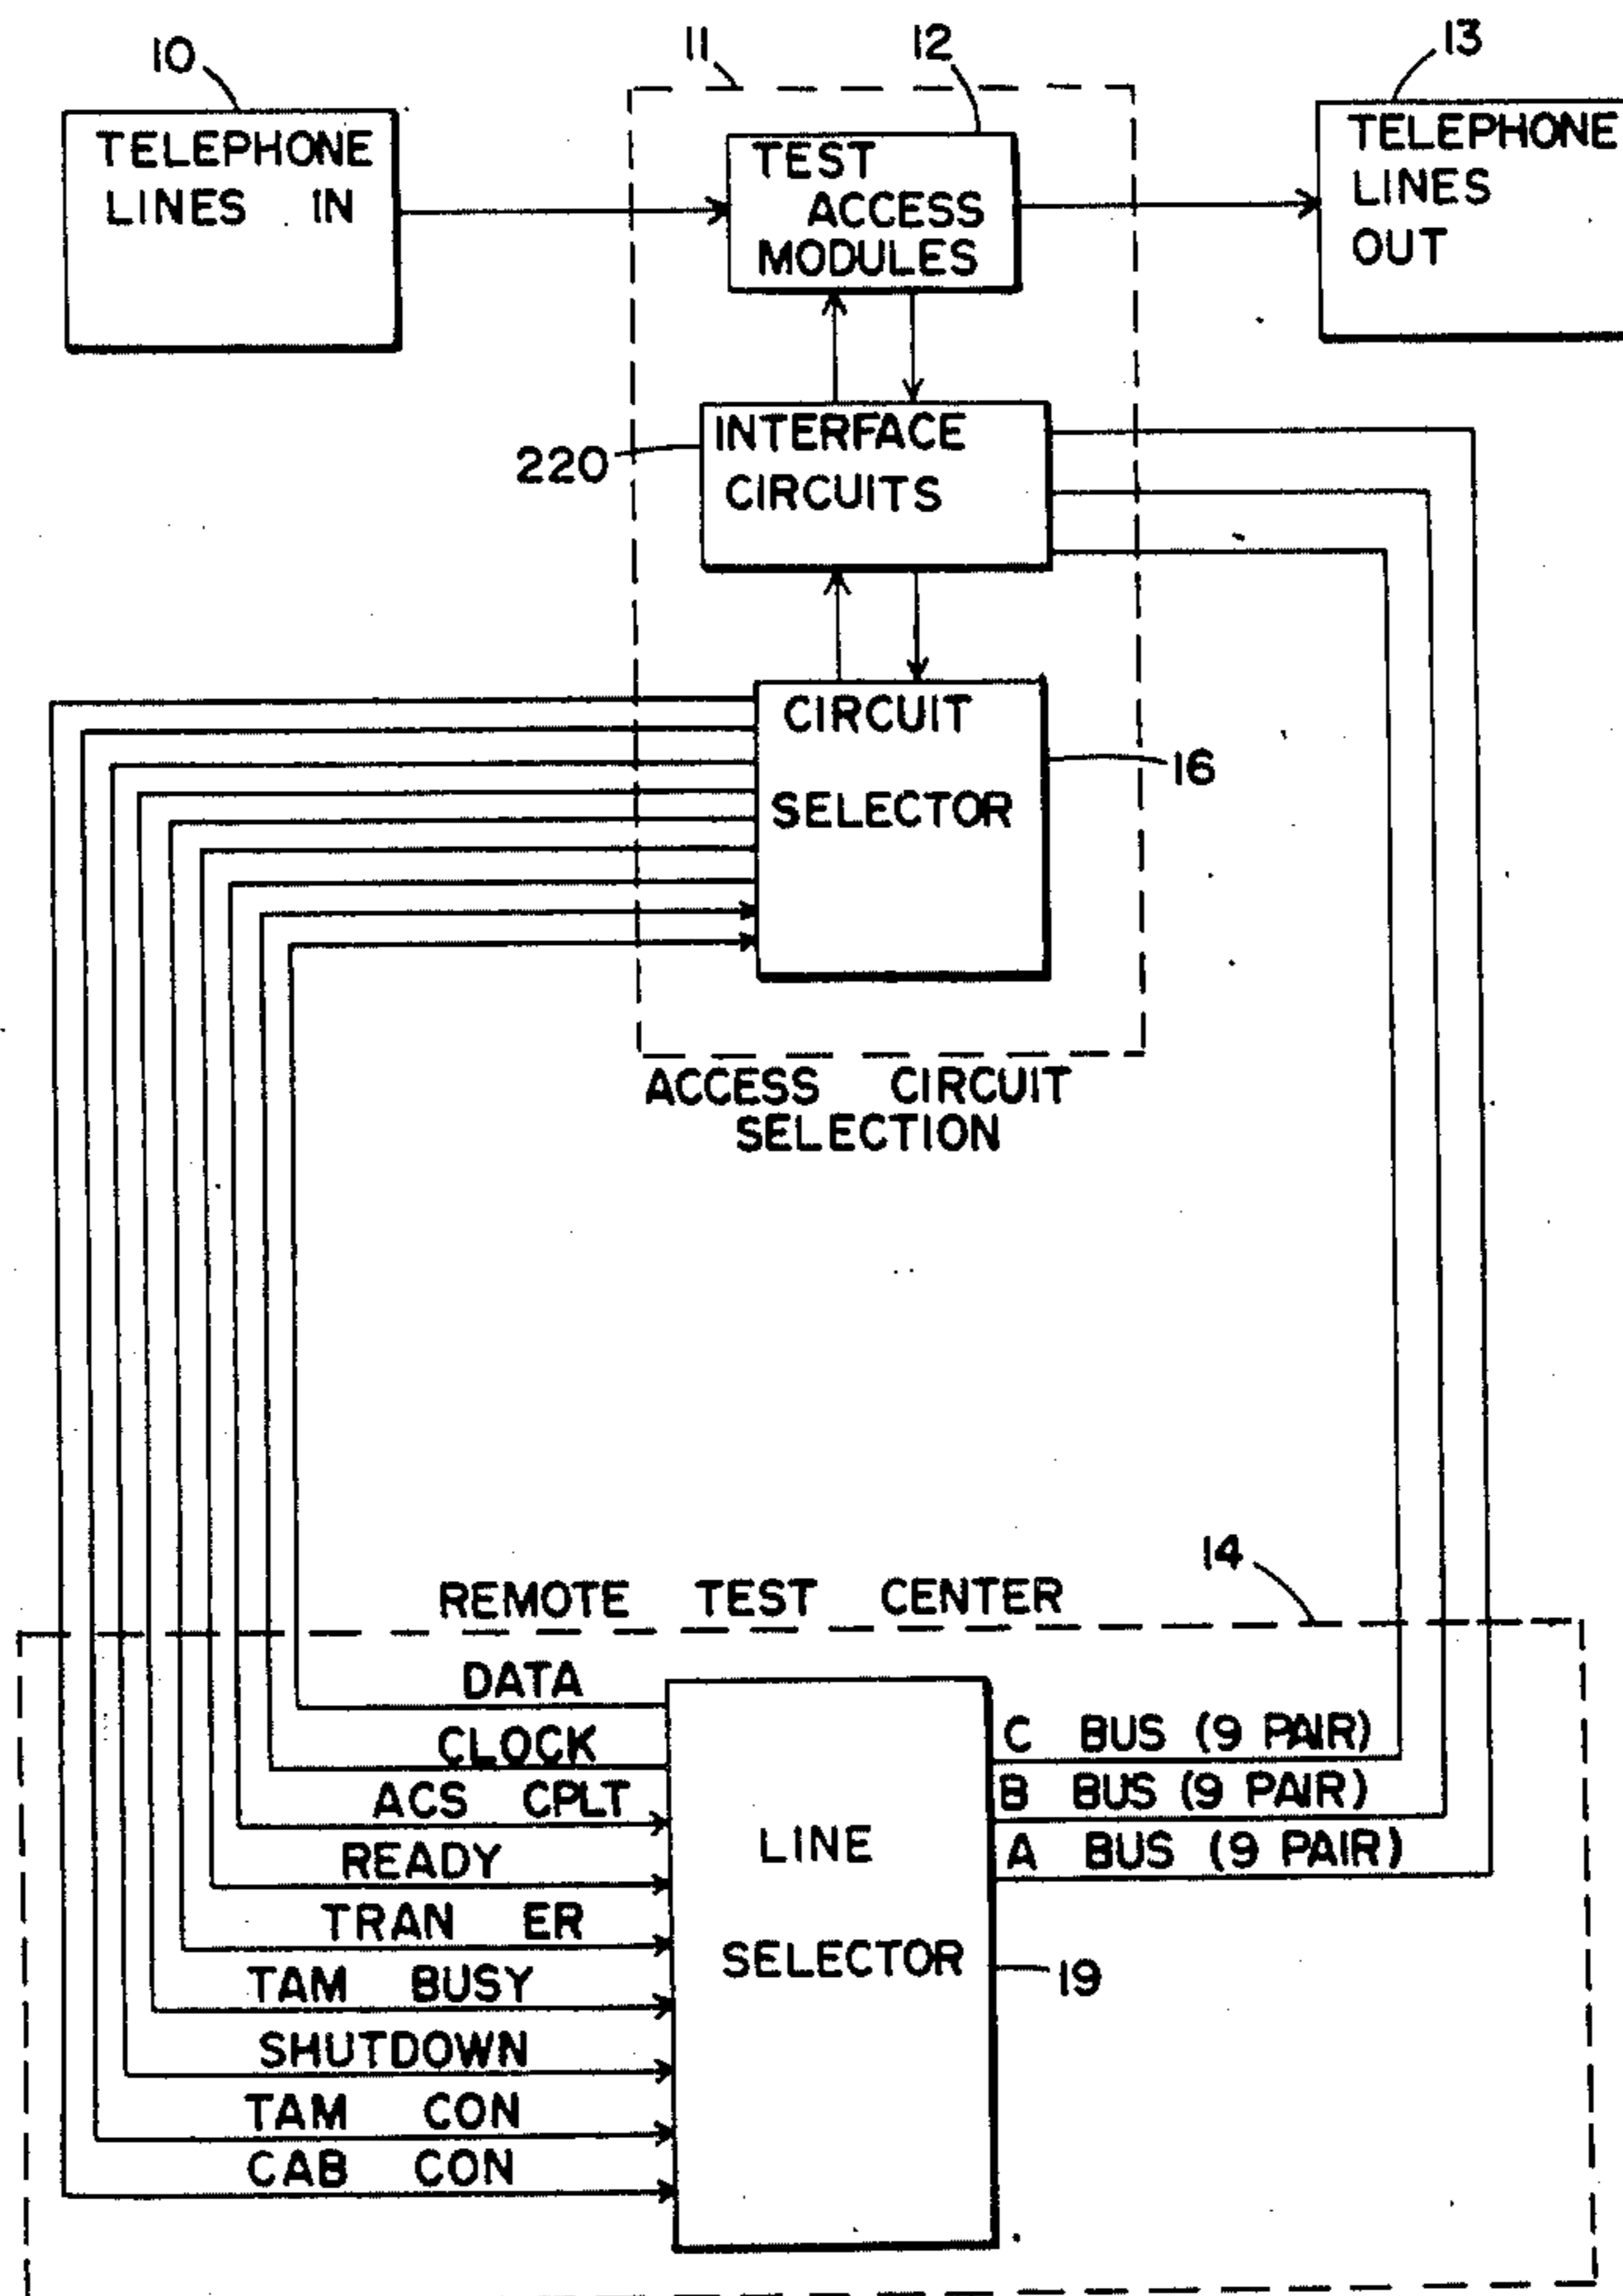 10
11
12
13
TELEPHONE
LINES IN
TEST
ACCESS
MODULES
TELEPHONE
LINES
OUT
220
INTERFACE
CIRCUITS
CIRCUIT
SELECTOR
16
ACCESS CIRCUIT
SELECTION
14
REMOTE TEST CENTER
DATA
CLOCK
ACS CPLT
READY
TRAN ER
TAM BUSY
SHUTDOWN
TAM CON
CAB CON
LINE
SELECTOR
19
C BUS (9 PAIR)
B BUS (9 PAIR)
A BUS (9 PAIR)